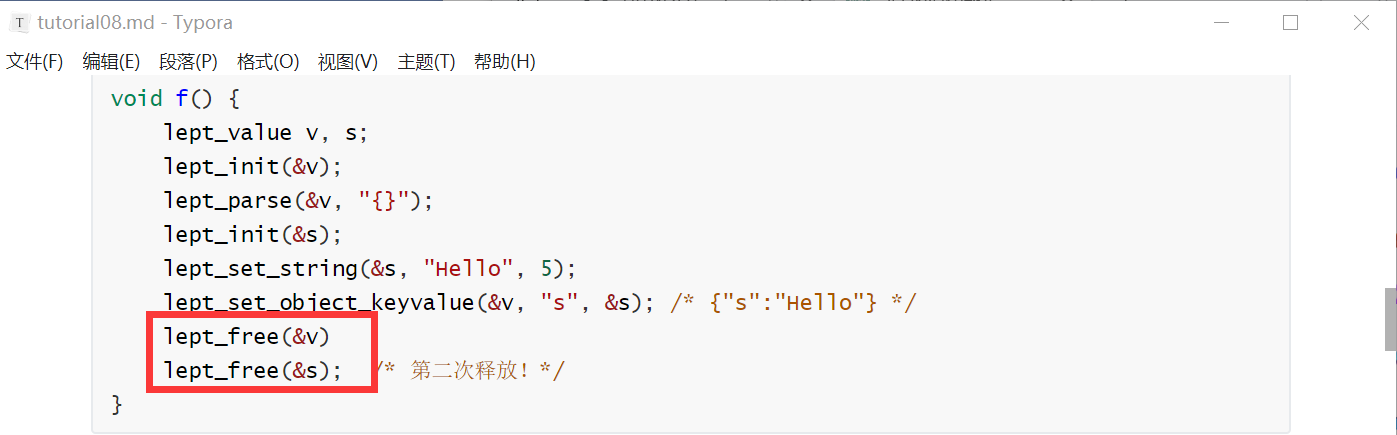 T tutorial08.md - Typora
文件(F) 编辑(E) 段落(P) 格式(O) 视图(V) 主题(T) 帮助(H)
void f() {
    lept_value v, s;
    lept_init(&v);
    lept_parse(&v, "{}");
    lept_init(&s);
    lept_set_string(&s, "Hello", 5);
    lept_set_object_keyvalue(&v, "s", &s); /* {"s":"Hello"} */
    lept_free(&v)
    lept_free(&s);  /* 第二次释放！*/
}